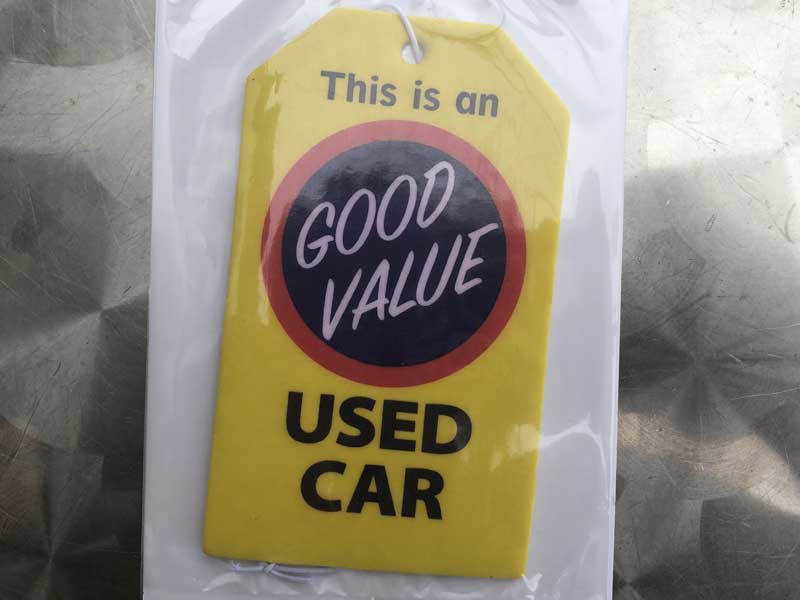 This is an
GOOD
VALUE
USED
CAR